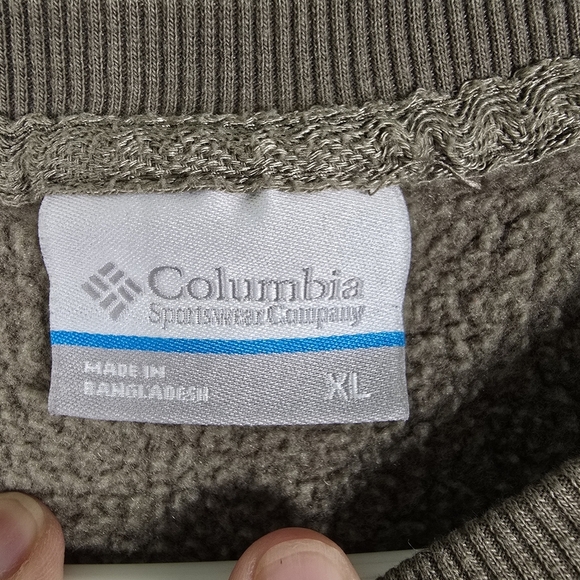 Columbia
Sportswear Company
MADE IN
BANGLADESH
XL